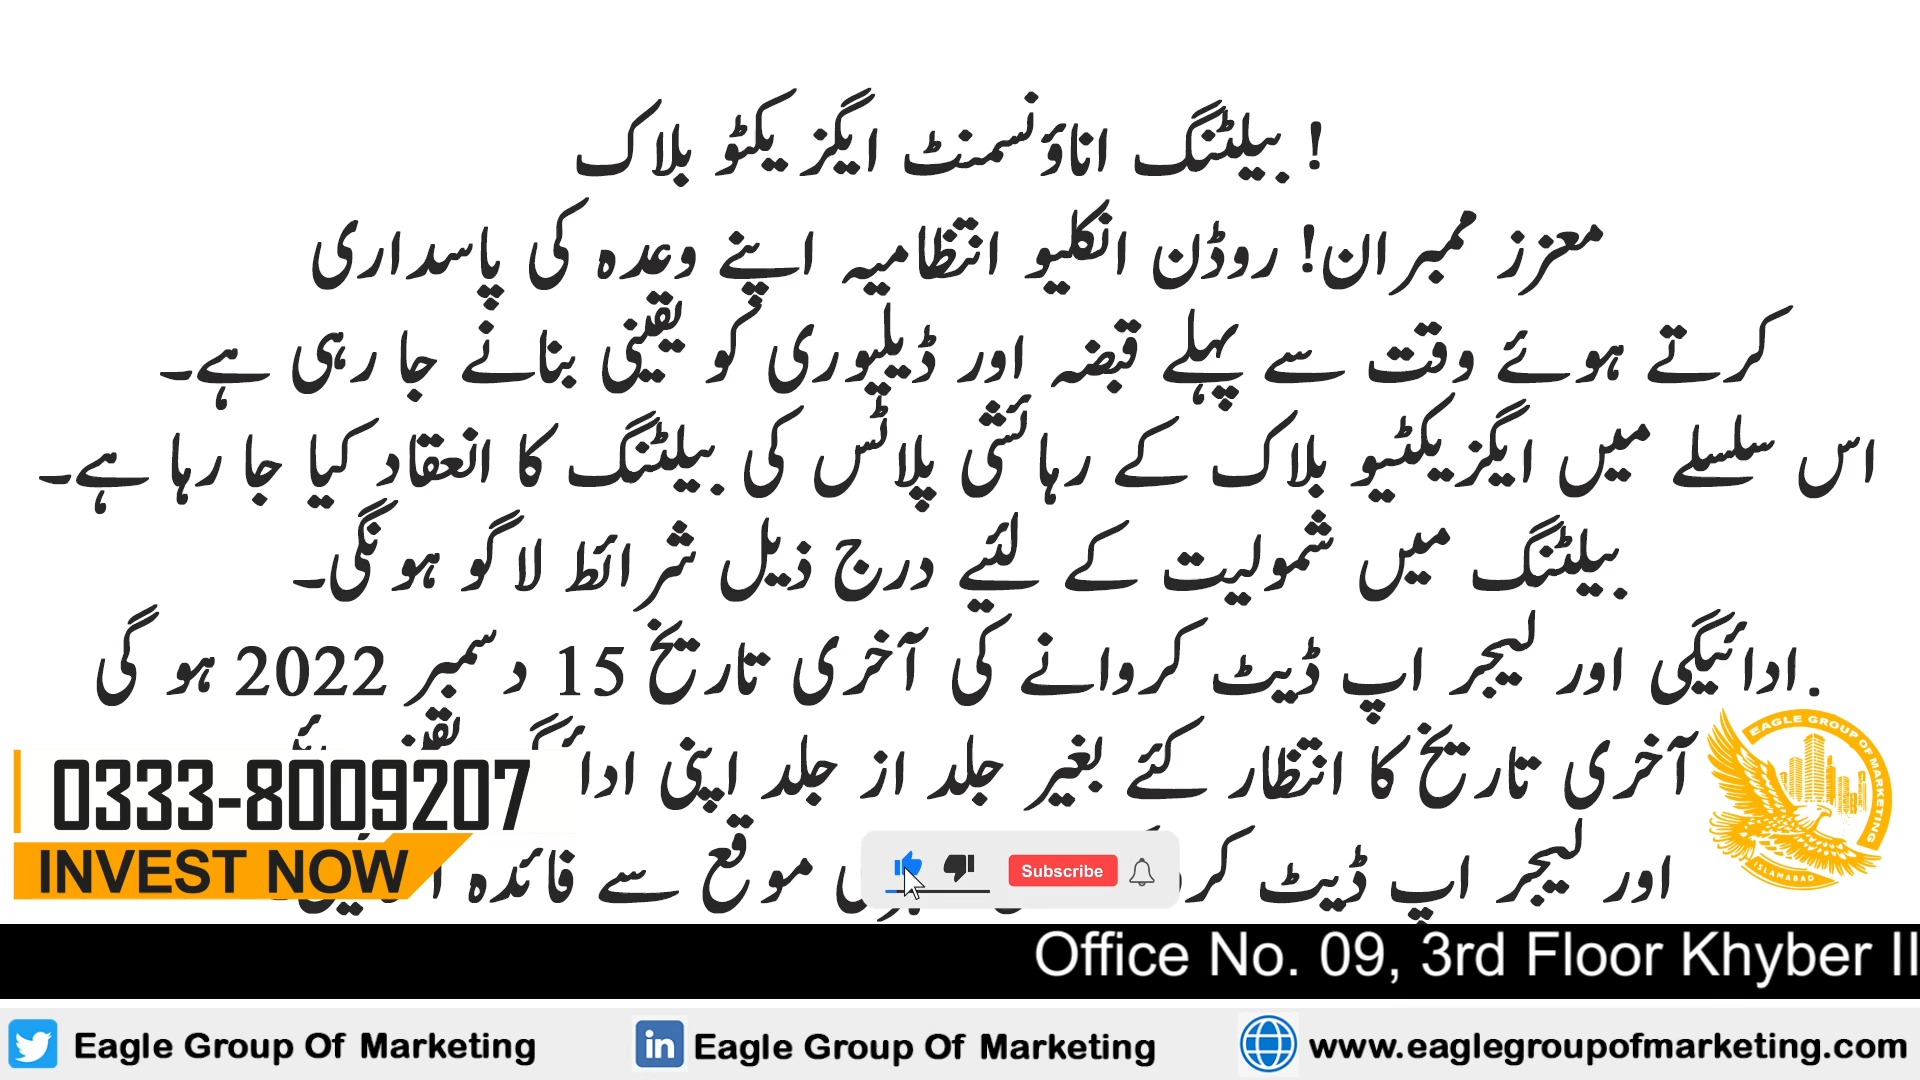 بیلٹنگ اناؤنسمنٹ ایگزیکٹو بلاک !
معزز ممبران! روڈن انکلیو انتظامیہ اپنے وعدہ کی پاسداری
کرتے ہوئے وقت سے پہلے قبضہ اور ڈیلیوری کو یقینی بنانے جا رہی ہے۔
اس سلسلے میں ایگزیکٹیو بلاک کے رہائشی پلاٹس کی بیلٹنگ کا انعقاد کیا جا رہا ہے۔
بیلٹنگ میں شمولیت کے لئیے درج ذیل شرائط لاگو ہونگی۔
.ادائیگی اور لیجر اپ ڈیٹ کروانے کی آخری تاریخ 15 دسمبر 2022 ہو گی
آخری تاریخ کا انتظار کئے بغیر جلد از جلد اپنی
اور لیجر اپ ڈیٹ موقع سے فائدہ
0333-8009207
INVEST NOW
Subscribe
EAGLE GROUP OF MARKETING
ISLAMABAD
Office No. 09, 3rd Floor Khyber II
Eagle Group Of Marketing
Eagle Group Of Marketing
www.eaglegroupofmarketing.com